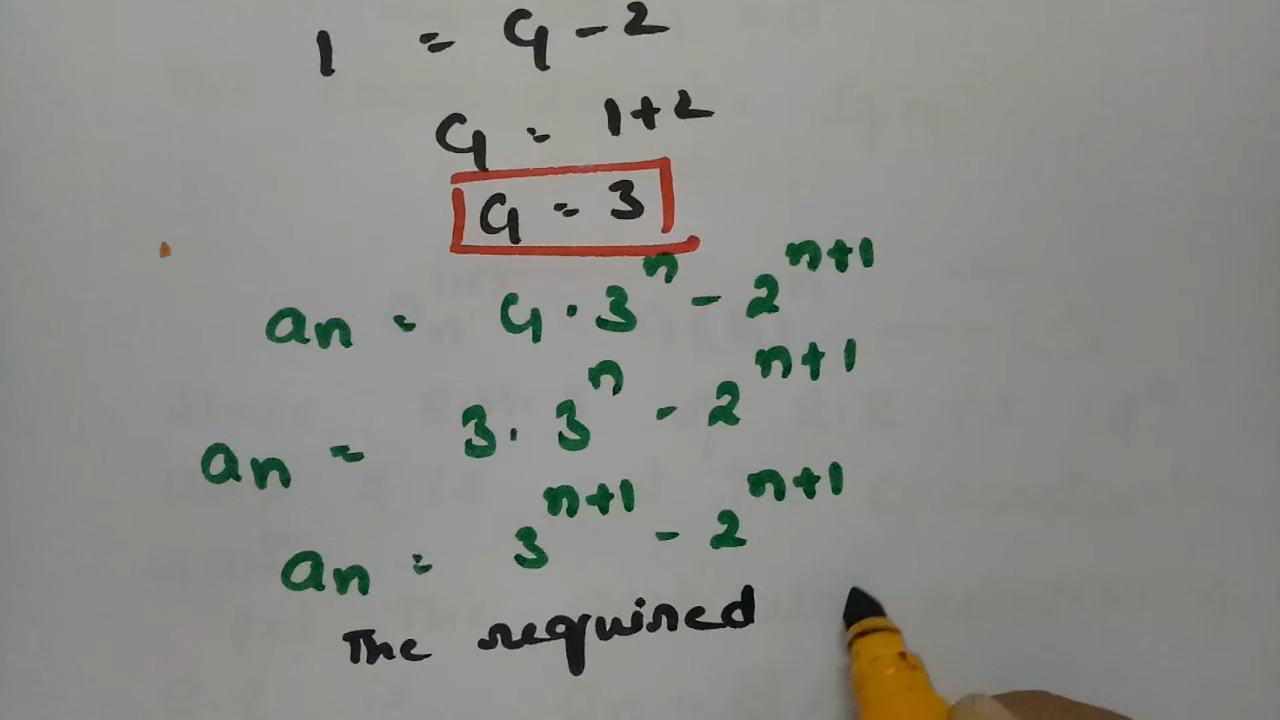 1 = C₁ - 2
C₁ = 1+2
C₁ = 3
an = C₁ · 3ⁿ - 2ⁿ⁺¹
an = 3 · 3ⁿ - 2ⁿ⁺¹
an = 3ⁿ⁺¹ - 2ⁿ⁺¹
The required